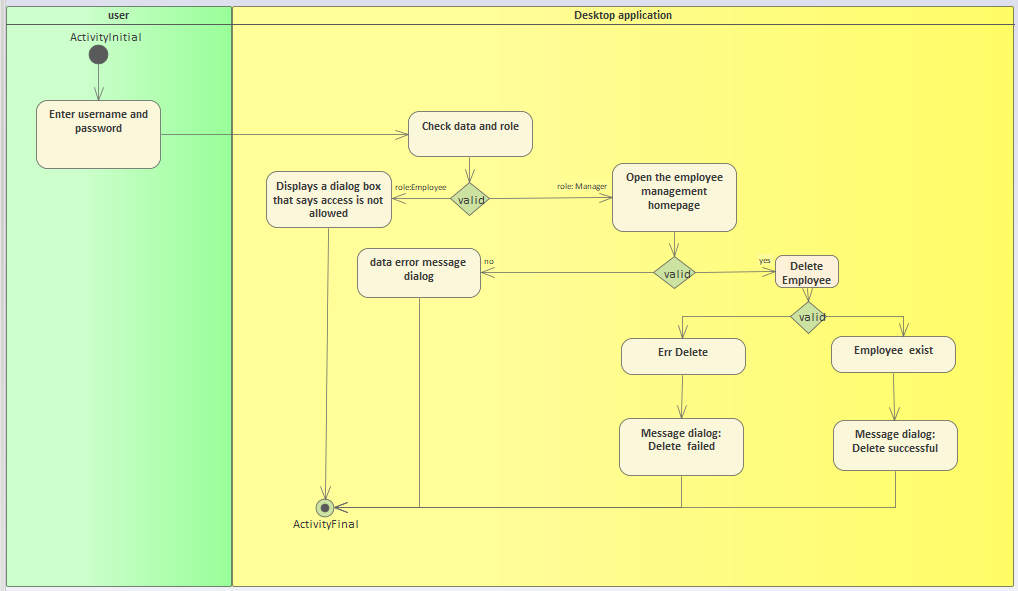 user
Desktop application
ActivityInitial
Enter username and
password
Check data and role
Displays a dialog box
that says access is not
allowed
role:Employee
valid
role: Manager
Open the employee
management
homepage
data error message
dialog
no
valid
yes
Delete
Employee
valid
Err Delete
Employee exist
Message dialog:
Delete failed
Message dialog:
Delete successful
ActivityFinal